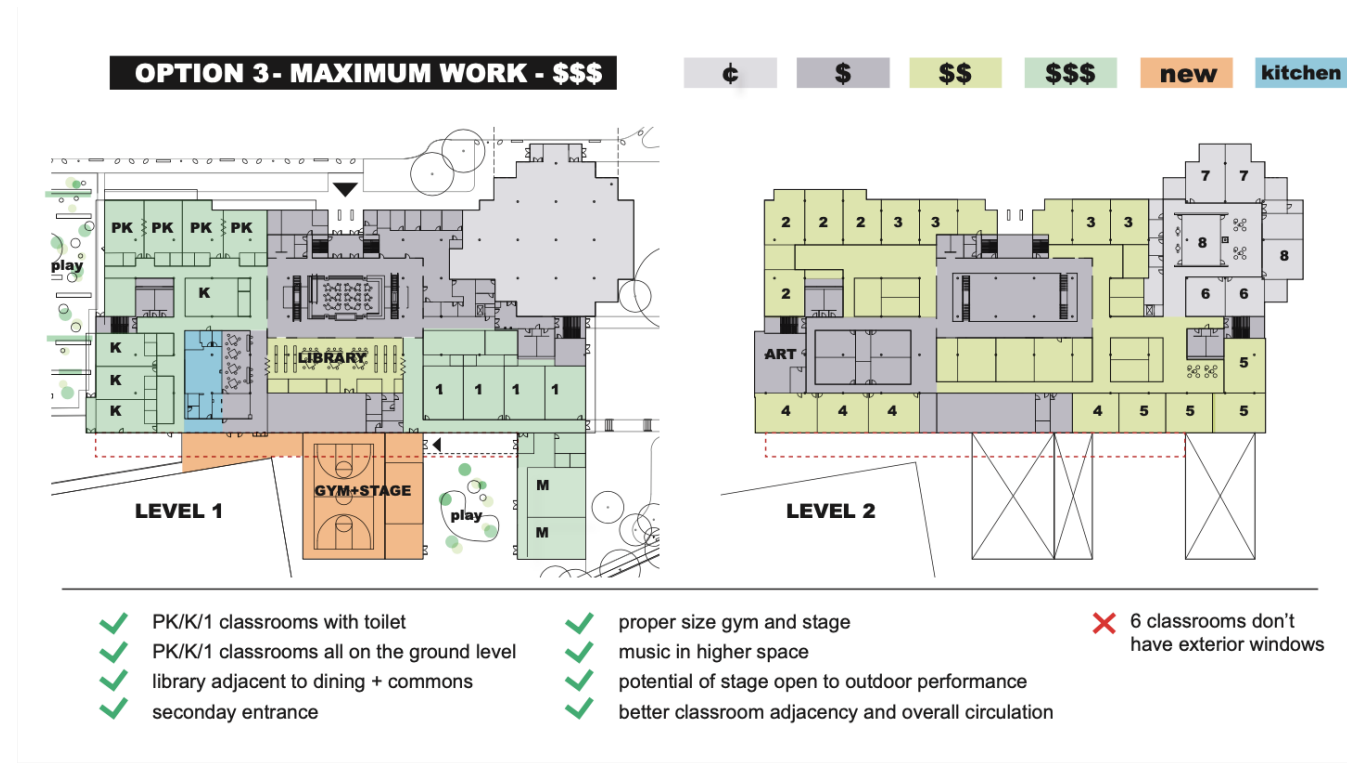 OPTION 3- MAXIMUM WORK - $$$
¢
$
$$
$$$
new
kitchen
PK PK PK PK
play
K
K
K
K
LIBRARY
1 1 1 1
GYM+STAGE
M
M
play
LEVEL 1
2 2 2 3 3
3 3
7 7
8
8
2
6 6
ART
5
4 4 4
4 5 5 5
LEVEL 2
PK/K/1 classrooms with toilet
PK/K/1 classrooms all on the ground level
library adjacent to dining + commons
seconday entrance
proper size gym and stage
music in higher space
potential of stage open to outdoor performance
better classroom adjacency and overall circulation
6 classrooms don't
have exterior windows